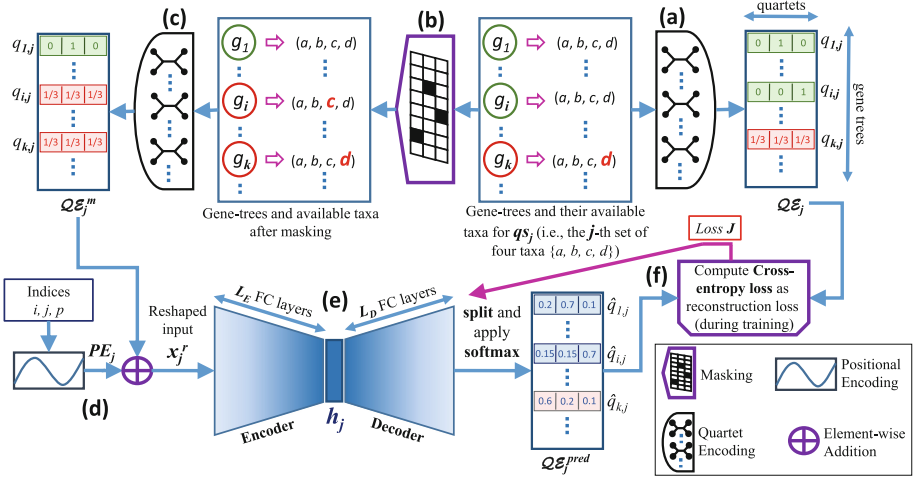 (c)
q1,j
0 1 0
qi,j
1/3 1/3 1/3
qk,j
1/3 1/3 1/3
QEjm
g1
(a, b, c, d)
gi
(a, b, c, d)
gk
(a, b, c, d)
Gene-trees and available taxa
after masking
(b)
g1
(a, b, c, d)
gi
(a, b, c, d)
gk
(a, b, c, d)
Gene-trees and their available
taxa for qsj (i.e., the j-th set of
four taxa {a, b, c, d})
(a)
quartets
gene trees
q1,j
0 1 0
qi,j
0 0 1
qk,j
1/3 1/3 1/3
QEj
Indices
i, j, p
PEj
(d)
Reshaped
input
xjr
LE FC layers
(e)
LD FC layers
Encoder
hj
Decoder
split and
apply
softmax
0.2 0.7 0.1
q̂1,j
0.15 0.15 0.7
q̂i,j
0.6 0.2 0.1
q̂k,j
QEjpred
Loss J
(f)
Compute Cross-
entropy loss as
reconstruction loss
(during training)
Masking
Positional
Encoding
Quartet
Encoding
Element-wise
Addition